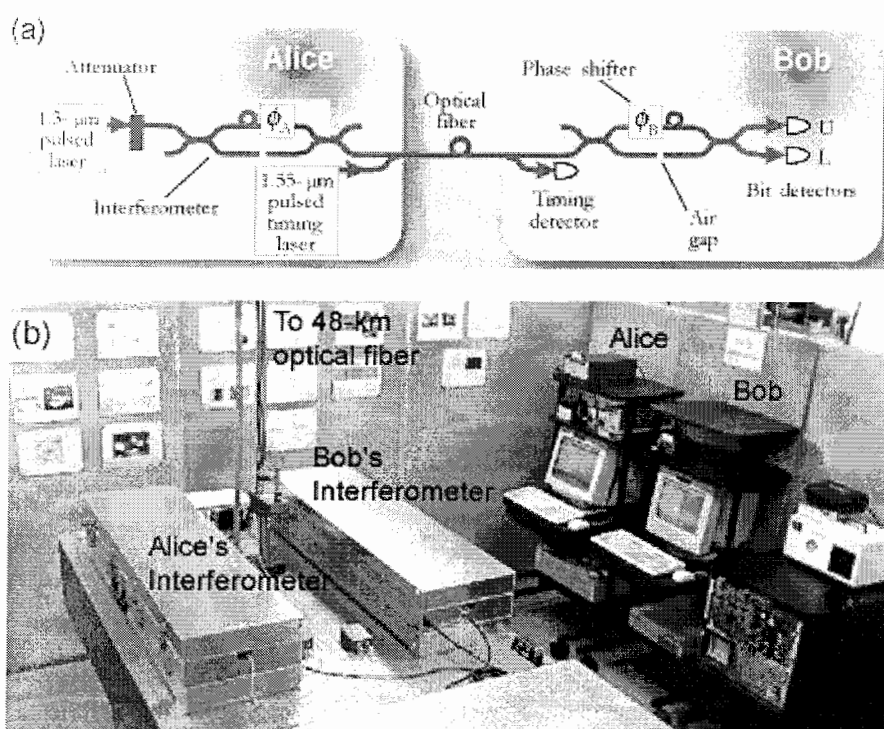 (a)
Alice
Bob
Attenuator
Phase shifter
Optical
fiber
1.3- μm
pulsed
laser
ϕA
ϕB
U
L
Interferometer
1.55- μm
pulsed
timing
laser
Timing
detector
Air
gap
Bit detectors
(b)
To 48-km
optical fiber
Alice
Bob
Bob's
Interferometer
Alice's
Interferometer